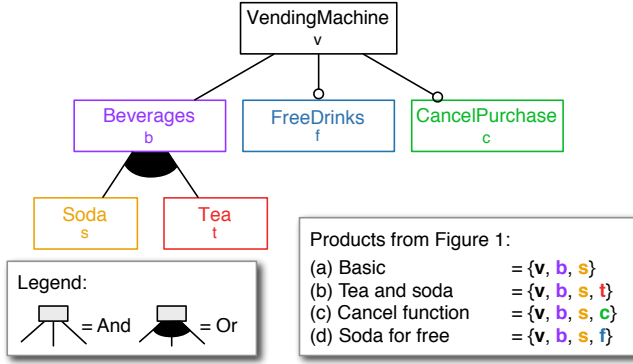 VendingMachine
v
Beverages
b
FreeDrinks
f
CancelPurchase
c
Soda
s
Tea
t
Legend:
= And
= Or
Products from Figure 1:
(a) Basic = {v, b, s}
(b) Tea and soda = {v, b, s, t}
(c) Cancel function = {v, b, s, c}
(d) Soda for free = {v, b, s, f}